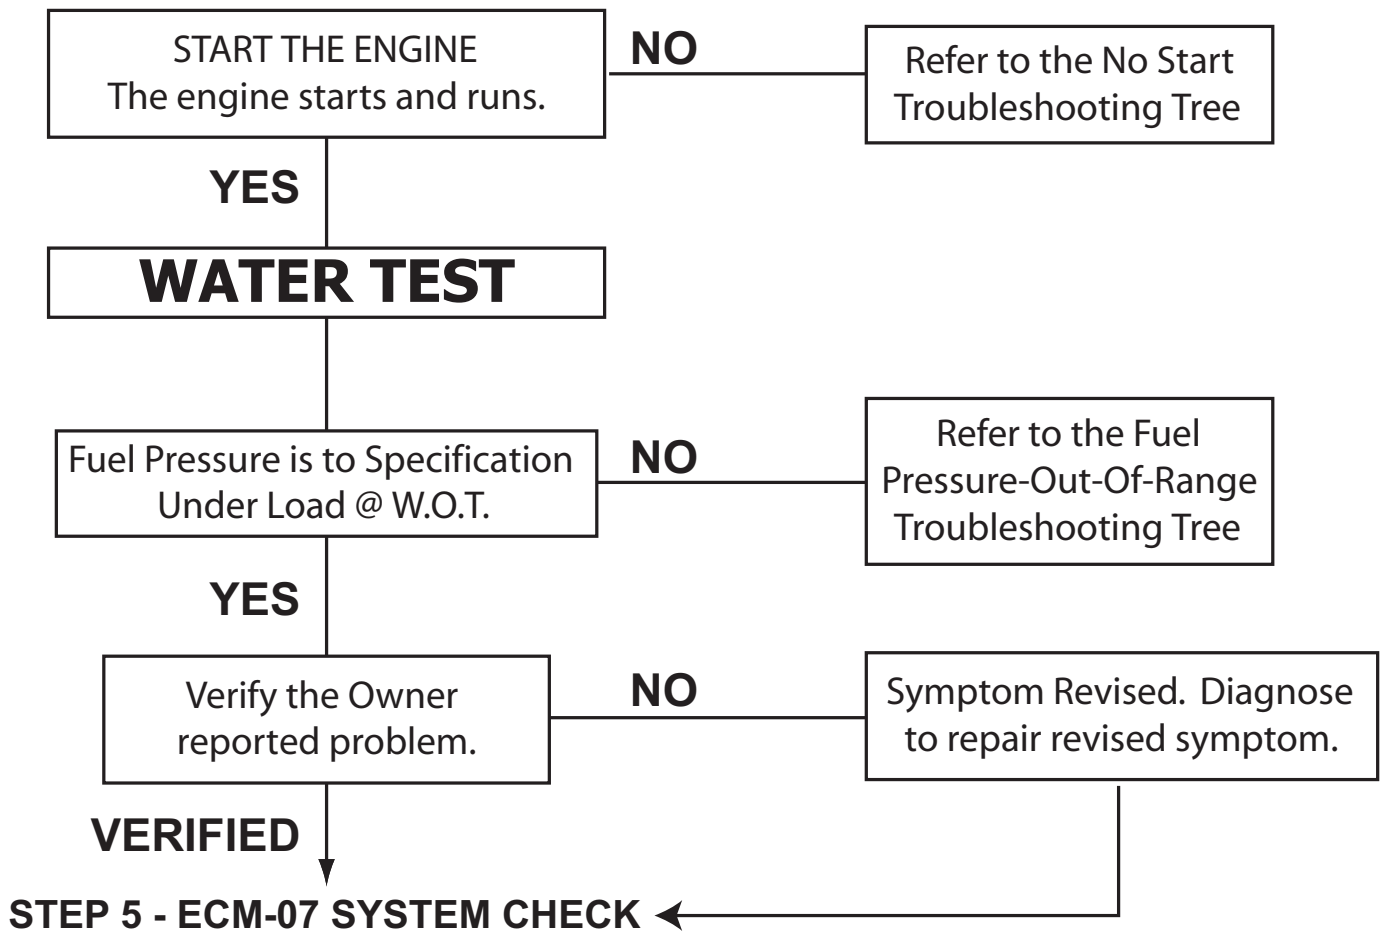 START THE ENGINE
The engine starts and runs.
NO
Refer to the No Start
Troubleshooting Tree
YES
WATER TEST
Fuel Pressure is to Specification
Under Load @ W.O.T.
NO
Refer to the Fuel
Pressure-Out-Of-Range
Troubleshooting Tree
YES
Verify the Owner
reported problem.
NO
Symptom Revised.  Diagnose
to repair revised symptom.
VERIFIED
STEP 5 - ECM-07 SYSTEM CHECK